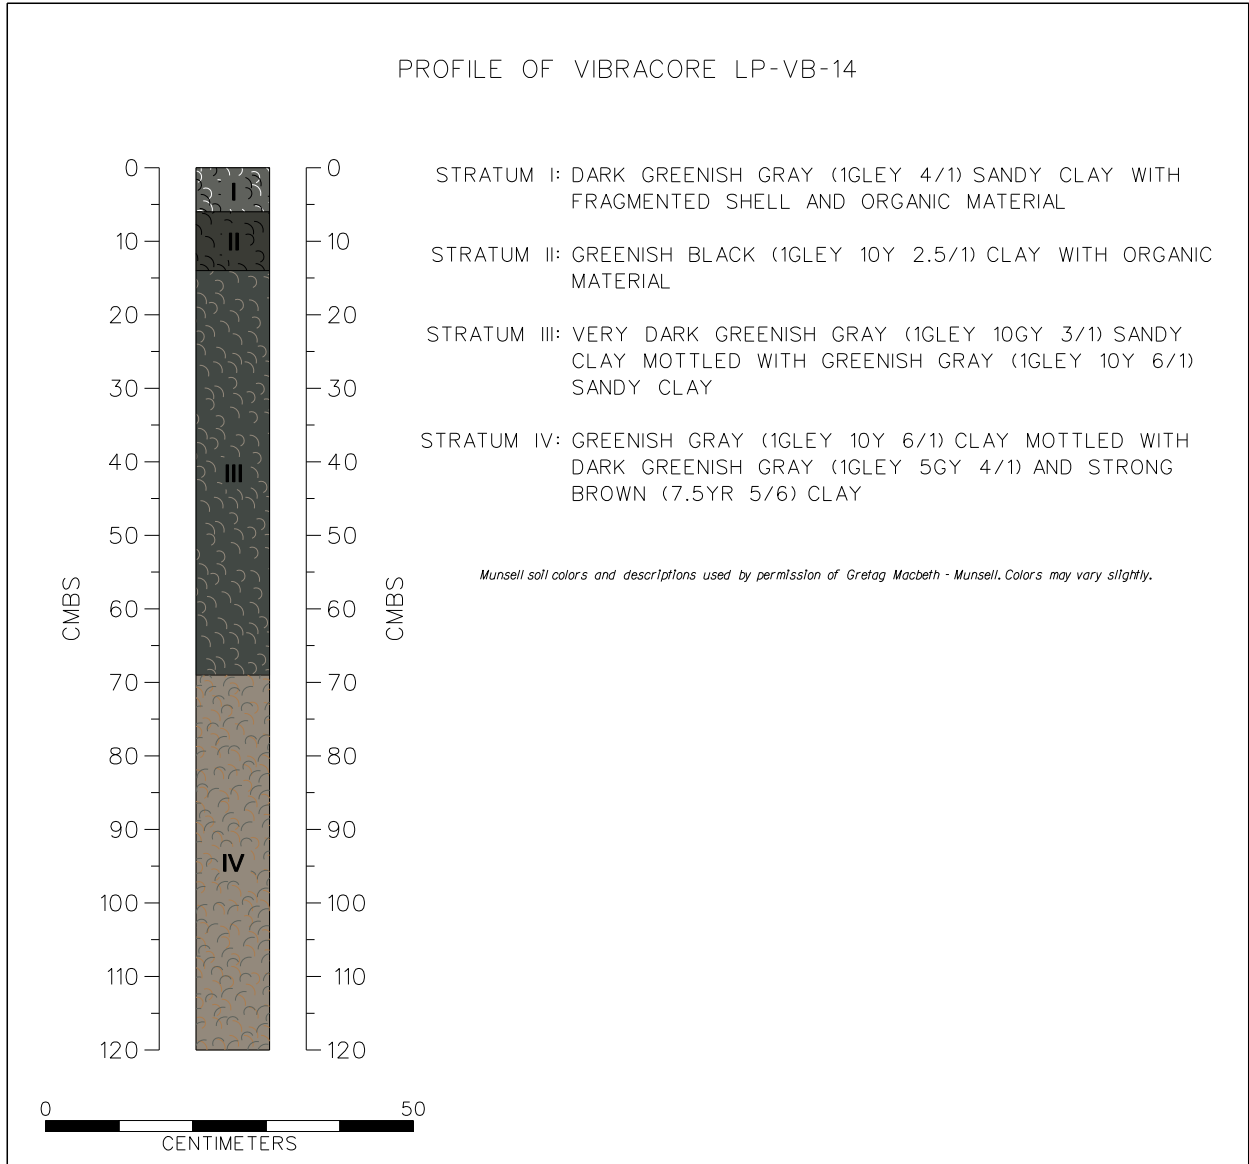 PROFILE OF VIBRACORE LP-VB-14
0
10
20
30
40
50
60
70
80
90
100
110
120
CMBS
I
II
III
IV
0
10
20
30
40
50
60
70
80
90
100
110
120
CMBS
STRATUM I: DARK GREENISH GRAY (1GLEY 4/1) SANDY CLAY WITH
FRAGMENTED SHELL AND ORGANIC MATERIAL
STRATUM II: GREENISH BLACK (1GLEY 10Y 2.5/1) CLAY WITH ORGANIC
MATERIAL
STRATUM III: VERY DARK GREENISH GRAY (1GLEY 10GY 3/1) SANDY
CLAY MOTTLED WITH GREENISH GRAY (1GLEY 10Y 6/1)
SANDY CLAY
STRATUM IV: GREENISH GRAY (1GLEY 10Y 6/1) CLAY MOTTLED WITH
DARK GREENISH GRAY (1GLEY 5GY 4/1) AND STRONG
BROWN (7.5YR 5/6) CLAY
Munsell soil colors and descriptions used by permission of Gretag Macbeth - Munsell. Colors may vary slightly.
0 50
CENTIMETERS